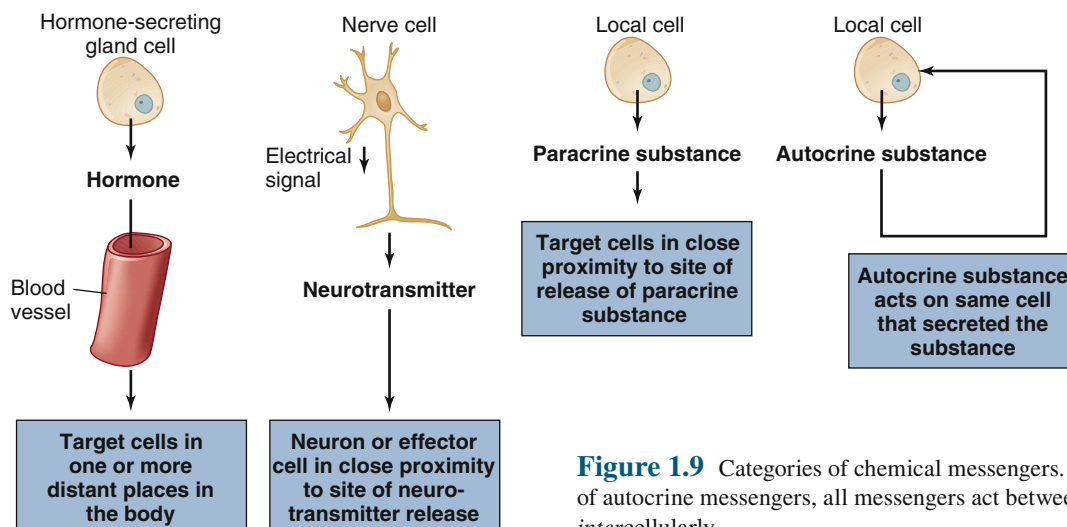 Hormone-secreting
gland cell
Hormone
Blood
vessel
Target cells in
one or more
distant places in
the body
Nerve cell
Electrical
signal
Neurotransmitter
Neuron or effector
cell in close proximity
to site of neuro-
transmitter release
Local cell
Paracrine substance
Target cells in close
proximity to site of
release of paracrine
substance
Local cell
Autocrine substance
Autocrine substance
acts on same cell
that secreted the
substance
Figure 1.9 Categories of chemical messengers.
of autocrine messengers, all messengers act between
intercellularly